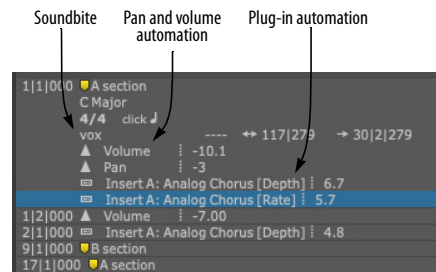 Soundbite Pan and volume automation Plug-in automation
1|1|000 A section
C Major
4/4 click ♩
vox ---- ↔ 117|279 → 30|2|279
Volume ⁞ -10.1
Pan ⁞ -3
Insert A: Analog Chorus [Depth] ⁞ 6.7
Insert A: Analog Chorus [Rate] ⁞ 5.7
1|2|000 Volume ⁞ -7.00
2|1|000 Insert A: Analog Chorus [Depth] ⁞ 4.8
9|1|000 B section
17|1|000 A section